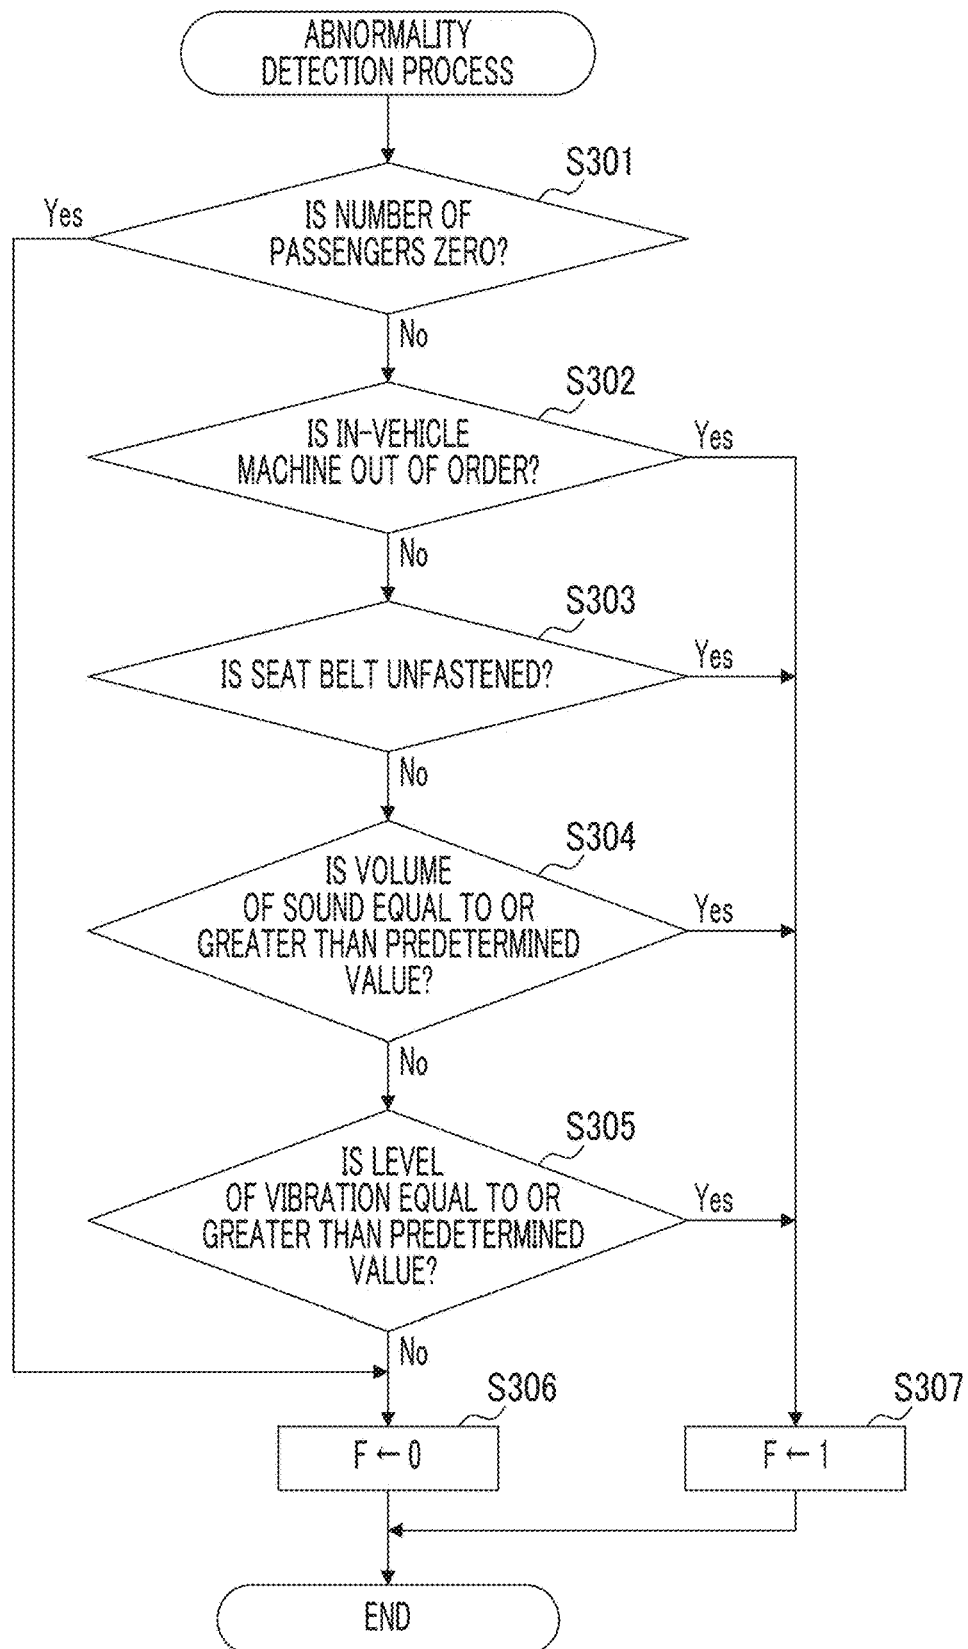 ABNORMALITY
DETECTION PROCESS
S301
Yes
IS NUMBER OF
PASSENGERS ZERO?
No
S302
IS IN-VEHICLE
MACHINE OUT OF ORDER?
Yes
No
S303
IS SEAT BELT UNFASTENED?
Yes
No
S304
IS VOLUME
OF SOUND EQUAL TO OR
GREATER THAN PREDETERMINED
VALUE?
Yes
No
S305
IS LEVEL
OF VIBRATION EQUAL TO OR
GREATER THAN PREDETERMINED
VALUE?
Yes
No
S306
S307
F ← 0
F ← 1
END